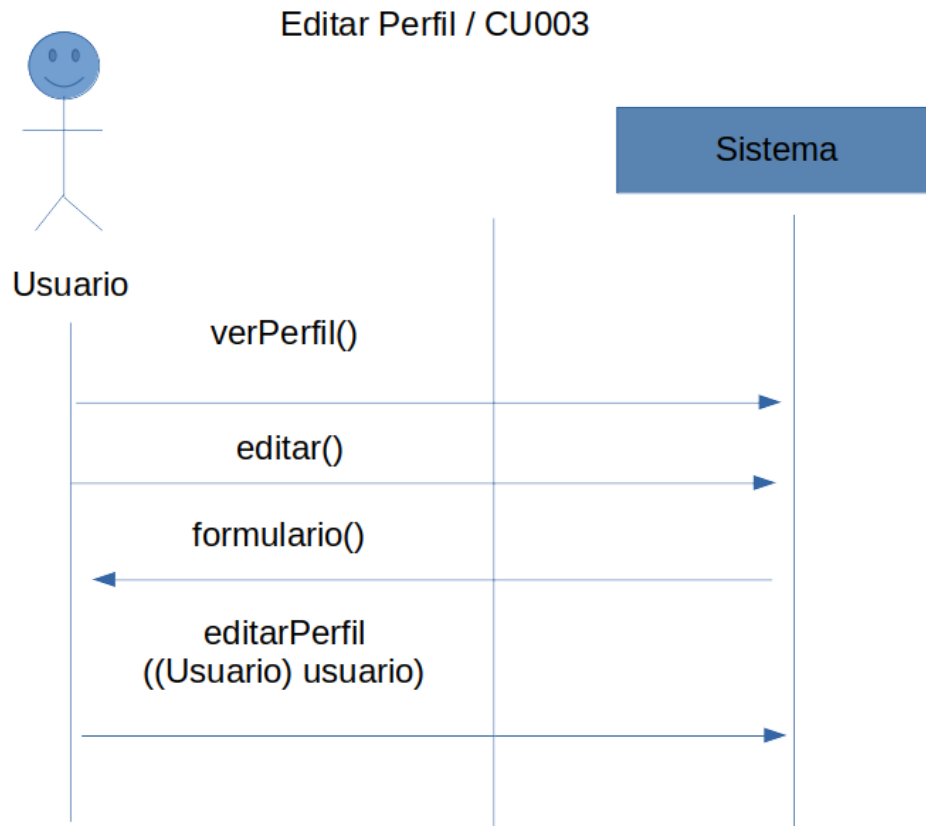 Editar Perfil / CU003
Sistema
Usuario
verPerfil()
editar()
formulario()
editarPerfil
((Usuario) usuario)